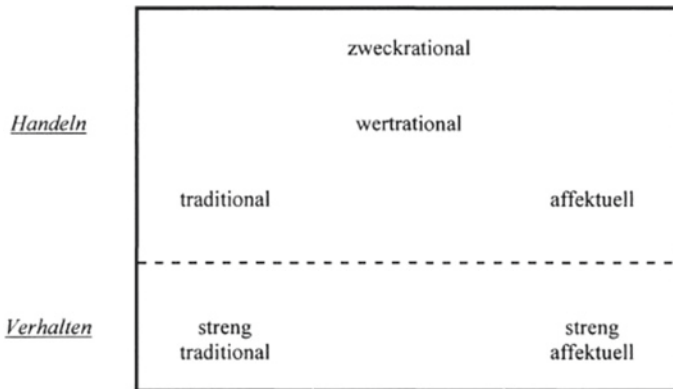 zweckrational
Handeln
wertrational
traditional
affektuell
Verhalten
streng
traditional
streng
affektuell